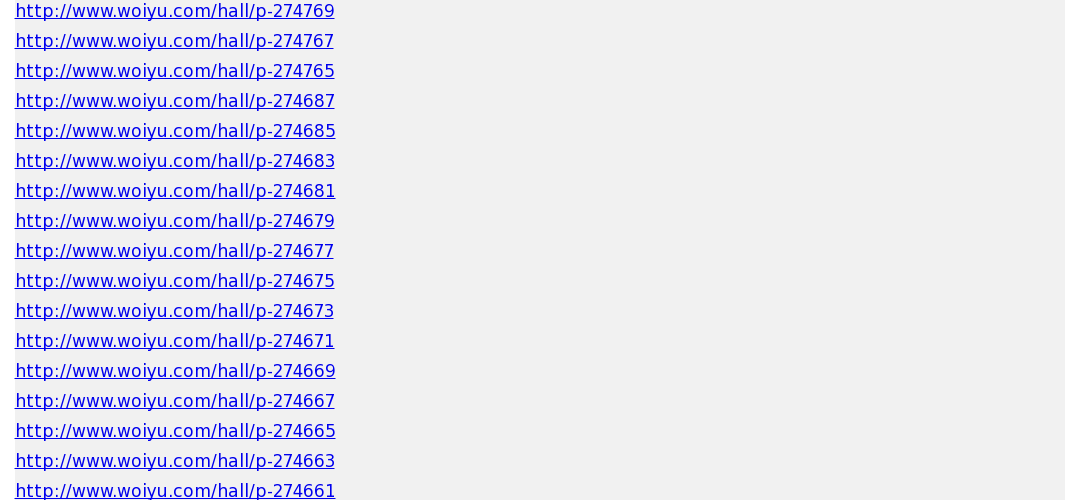 http://www.woiyu.com/hall/p-274769
http://www.woiyu.com/hall/p-274767
http://www.woiyu.com/hall/p-274765
http://www.woiyu.com/hall/p-274687
http://www.woiyu.com/hall/p-274685
http://www.woiyu.com/hall/p-274683
http://www.woiyu.com/hall/p-274681
http://www.woiyu.com/hall/p-274679
http://www.woiyu.com/hall/p-274677
http://www.woiyu.com/hall/p-274675
http://www.woiyu.com/hall/p-274673
http://www.woiyu.com/hall/p-274671
http://www.woiyu.com/hall/p-274669
http://www.woiyu.com/hall/p-274667
http://www.woiyu.com/hall/p-274665
http://www.woiyu.com/hall/p-274663
http://www.woiyu.com/hall/p-274661